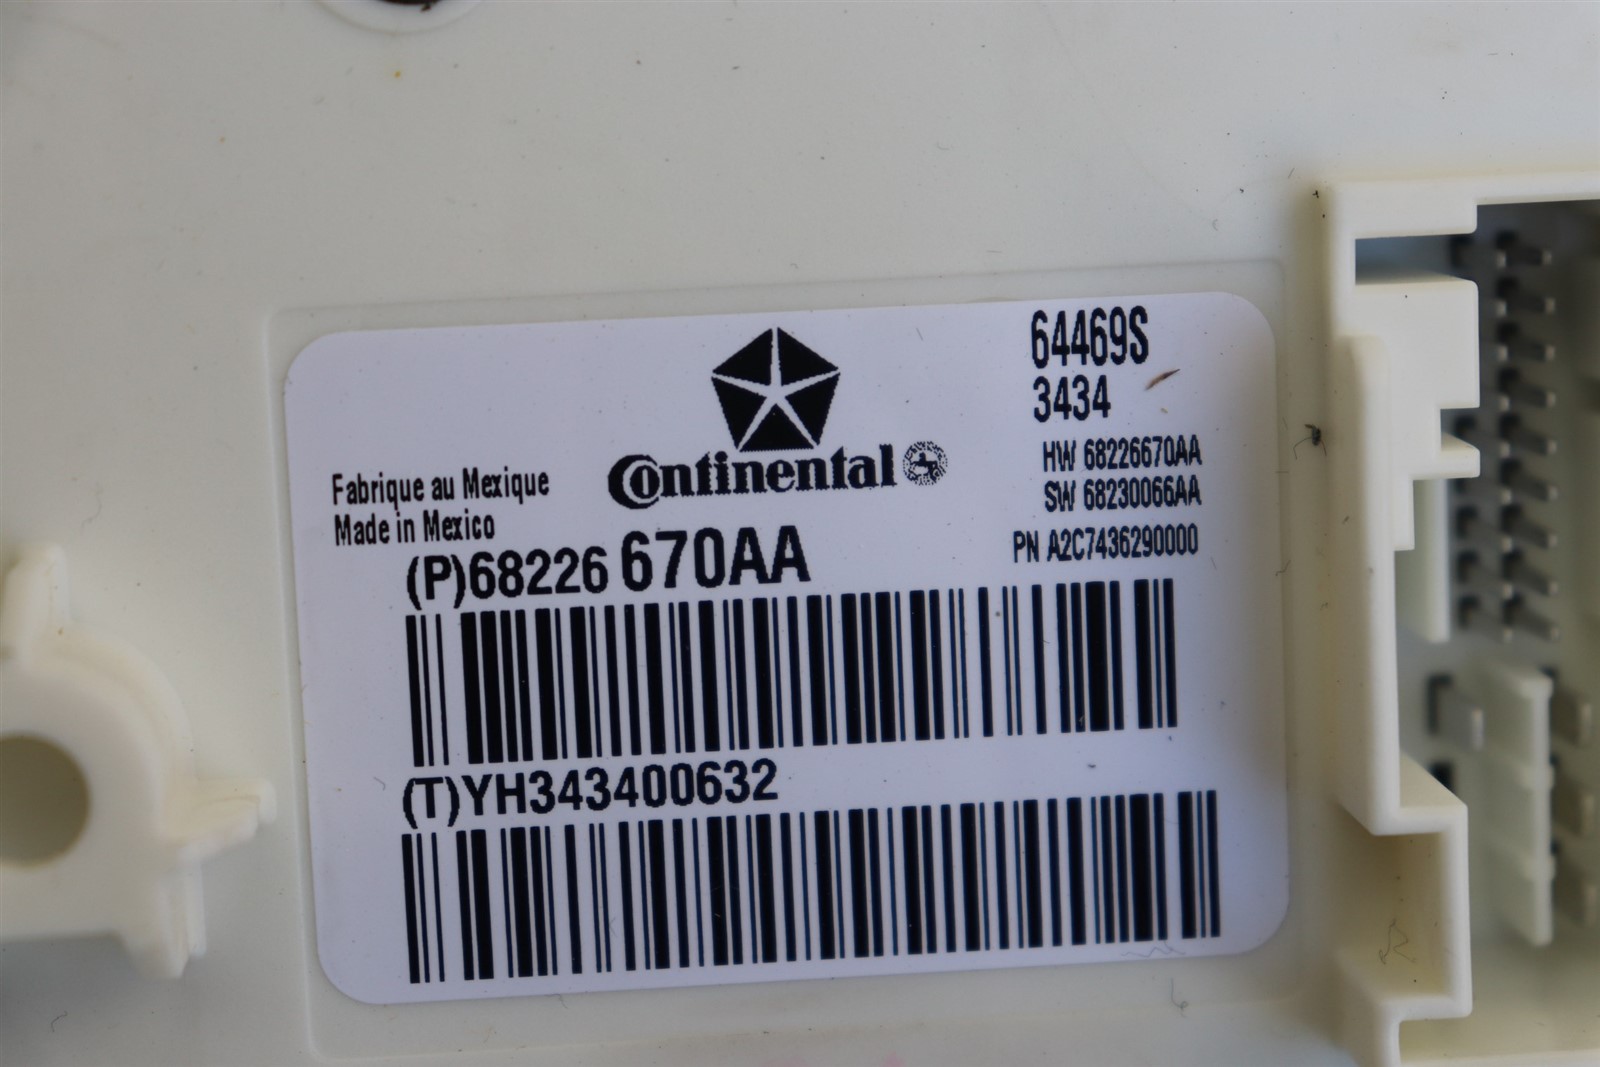 64469S
3434
Continental
HW 68226670AA
SW 68230066AA
Fabrique au Mexique
Made in Mexico
PN A2C7436290000
(P)68226 670AA
(T)YH343400632